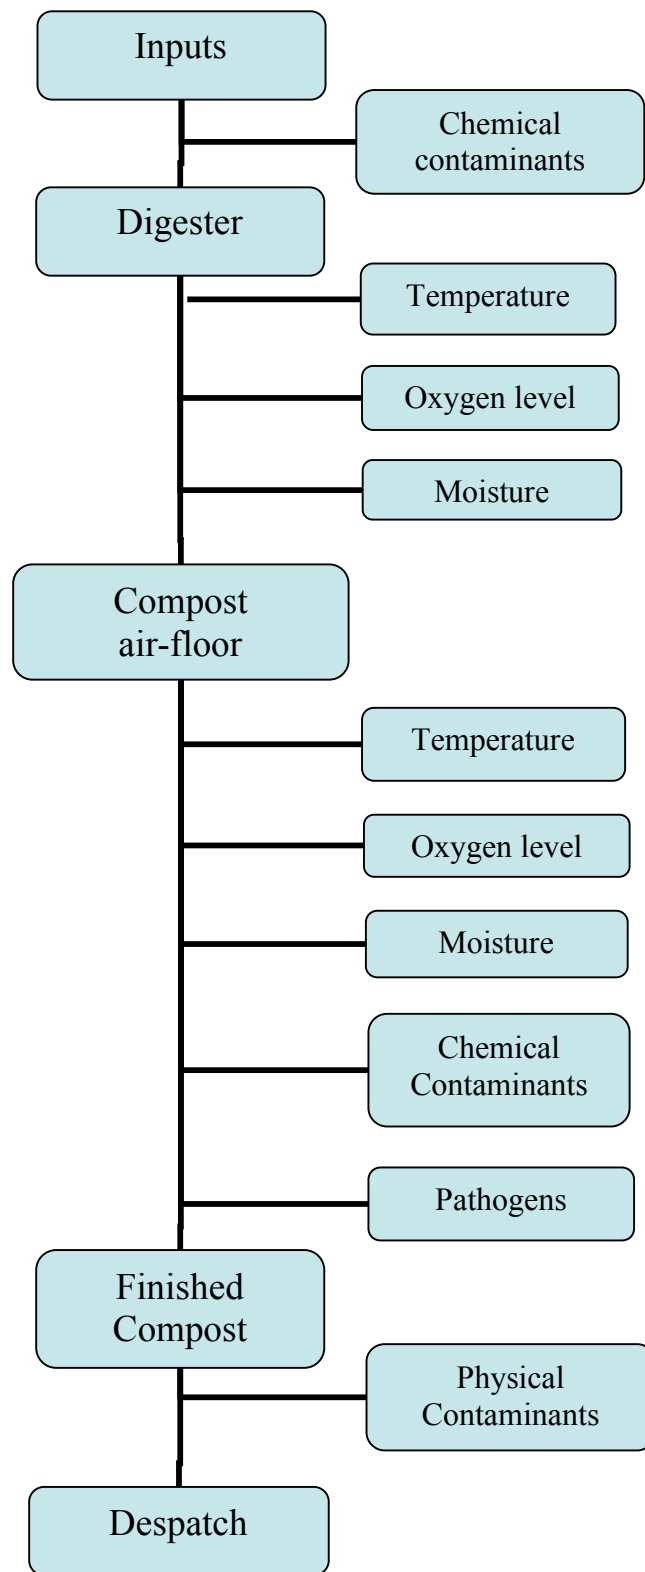 Inputs
Chemical
contaminants
Digester
Temperature
Oxygen level
Moisture
Compost
air-floor
Temperature
Oxygen level
Moisture
Chemical
Contaminants
Pathogens
Finished
Compost
Physical
Contaminants
Despatch